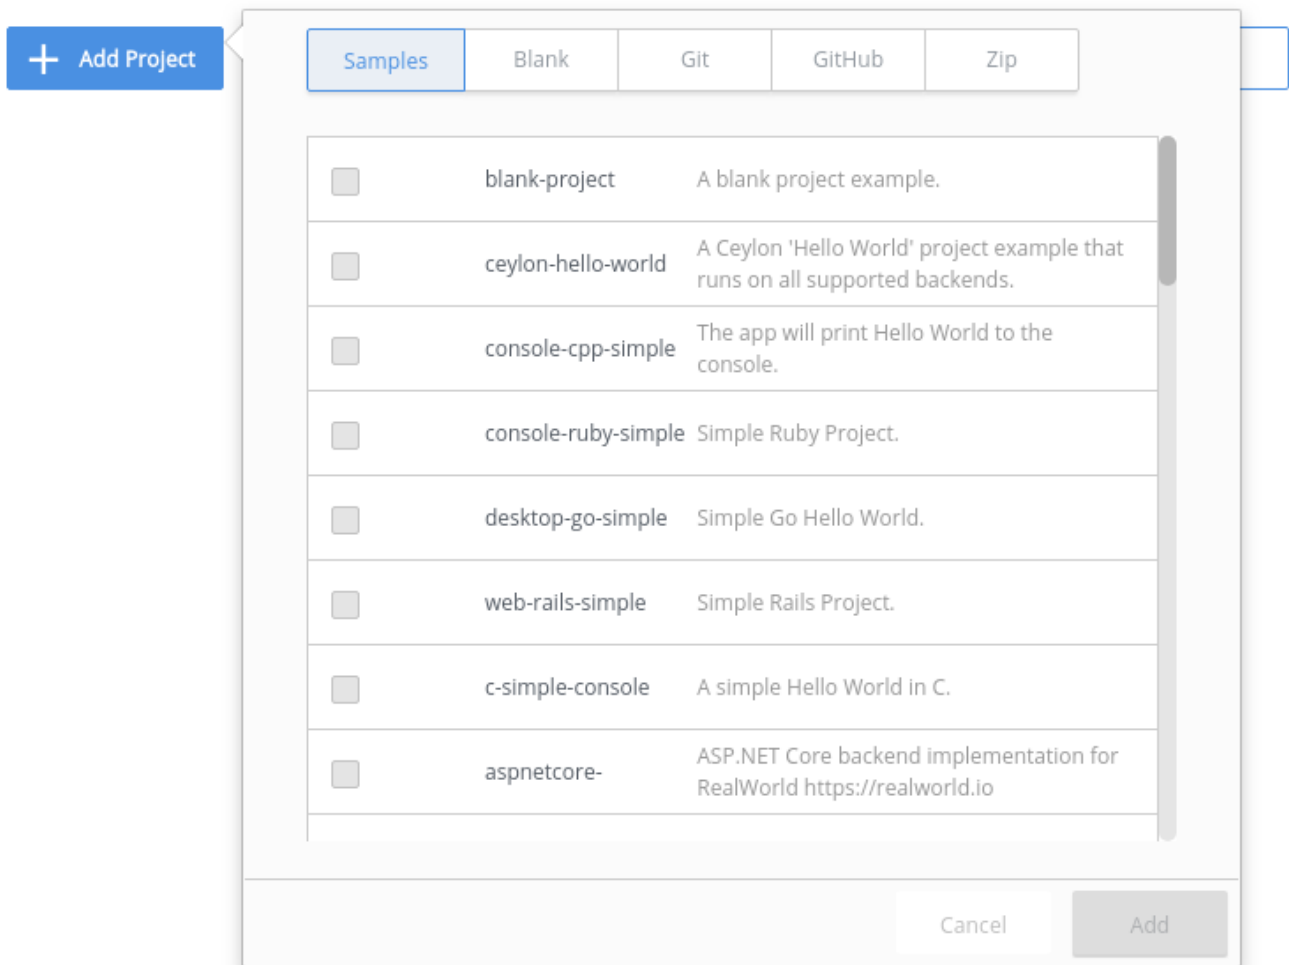 Add Project
Samples
Blank
Git
GitHub
Zip
blank-project
A blank project example.
ceylon-hello-world
A Ceylon 'Hello World' project example that
runs on all supported backends.
console-cpp-simple
The app will print Hello World to the
console.
console-ruby-simple
Simple Ruby Project.
desktop-go-simple
Simple Go Hello World.
web-rails-simple
Simple Rails Project.
c-simple-console
A simple Hello World in C.
aspnetcore-
ASP.NET Core backend implementation for
RealWorld https://realworld.io
Cancel
Add